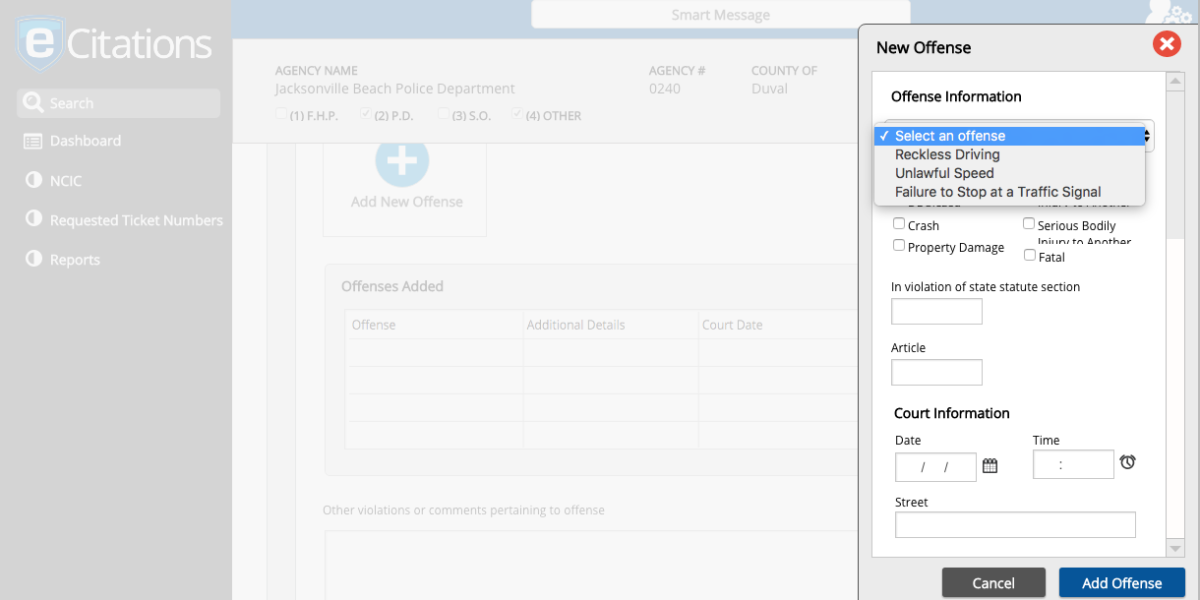 e Citations
Search
Dashboard
NCIC
Requested Ticket Numbers
Reports
Smart Message
AGENCY NAME
Jacksonville Beach Police Department
AGENCY #
0240
COUNTY OF
Duval
(1) F.H.P.
(2) P.D.
(3) S.O.
(4) OTHER
Add New Offense
Offenses Added
Offense
Additional Details
Court Date
Other violations or comments pertaining to offense
New Offense
Offense Information
Select an offense
Reckless Driving
Unlawful Speed
Failure to Stop at a Traffic Signal
Injury to Another
Crash
Serious Bodily
Injury to Another
Property Damage
Fatal
In violation of state statute section
Article
Court Information
Date
Time
/ /
:
Street
Cancel
Add Offense